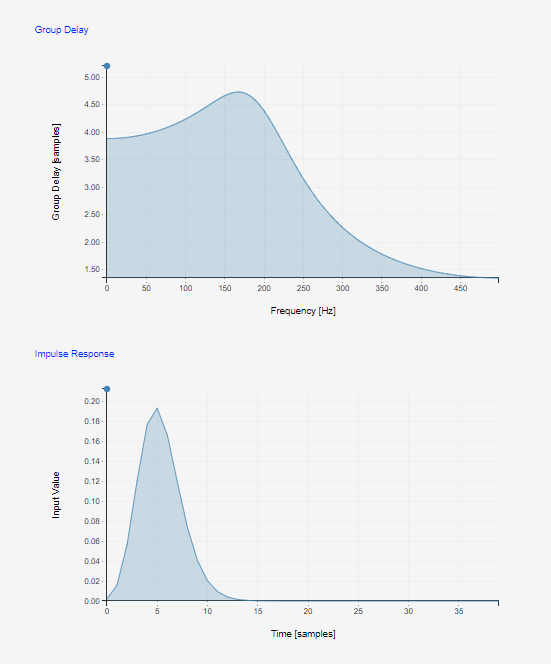 Group Delay
Group Delay [samples]
5.00
4.50
4.00
3.50
3.00
2.50
2.00
1.50
0 50 100 150 200 250 300 350 400 450
Frequency [Hz]
Impulse Response
Input Value
0.20
0.18
0.16
0.14
0.12
0.10
0.08
0.06
0.04
0.02
0.00
0 5 10 15 20 25 30 35
Time [samples]